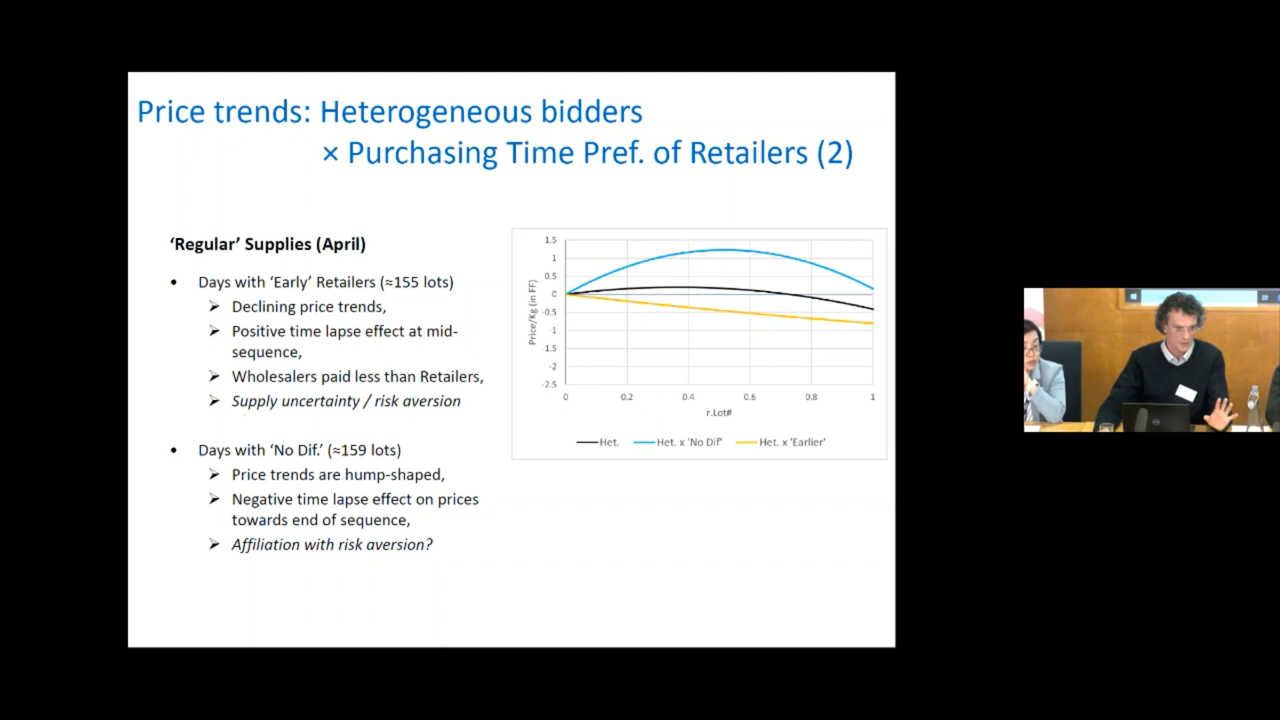 Price trends: Heterogeneous bidders
× Purchasing Time Pref. of Retailers (2)
‘Regular’ Supplies (April)
• Days with ‘Early’ Retailers (≈155 lots)
➢ Declining price trends,
➢ Positive time lapse effect at mid-
sequence,
➢ Wholesalers paid less than Retailers,
➢ Supply uncertainty / risk aversion
• Days with ‘No Dif.’ (≈159 lots)
➢ Price trends are hump-shaped,
➢ Negative time lapse effect on prices
towards end of sequence,
➢ Affiliation with risk aversion?
Price/Kg (in FF)
1.5
1
0.5
0
-0.5
-1
1.5
-2
-2.5
0 0.2 0.4 0.6 0.8 1
r.Lot#
Het. Het. x 'No Dif' Het. x 'Earlier'